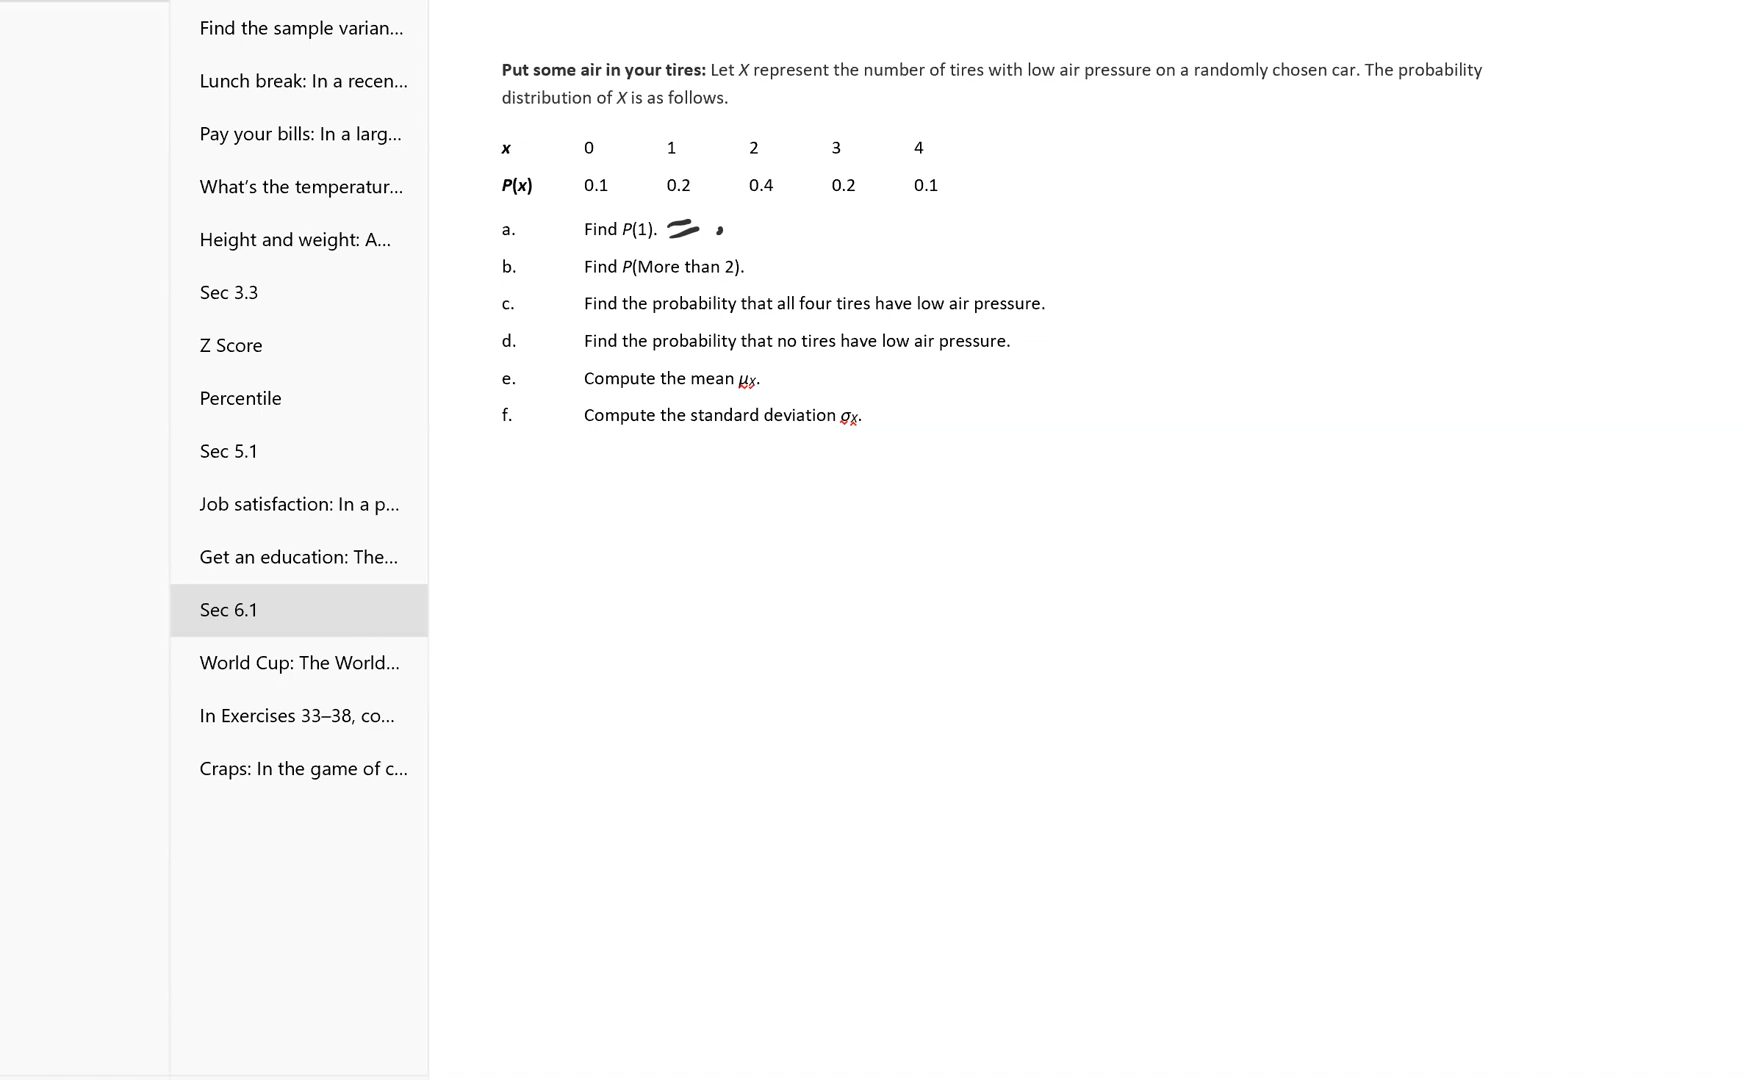 Find the sample varian...
Lunch break: In a recen...
Pay your bills: In a larg...
What's the temperatur...
Height and weight: A...
Sec 3.3
Z Score
Percentile
Sec 5.1
Job satisfaction: In a p...
Get an education: The...
Sec 6.1
World Cup: The World...
In Exercises 33–38, co...
Craps: In the game of c...
Put some air in your tires: Let X represent the number of tires with low air pressure on a randomly chosen car. The probability
distribution of X is as follows.
x 0 1 2 3 4
P(x) 0.1 0.2 0.4 0.2 0.1
a. Find P(1). = .
b. Find P(More than 2).
c. Find the probability that all four tires have low air pressure.
d. Find the probability that no tires have low air pressure.
e. Compute the mean μX.
f. Compute the standard deviation σX.